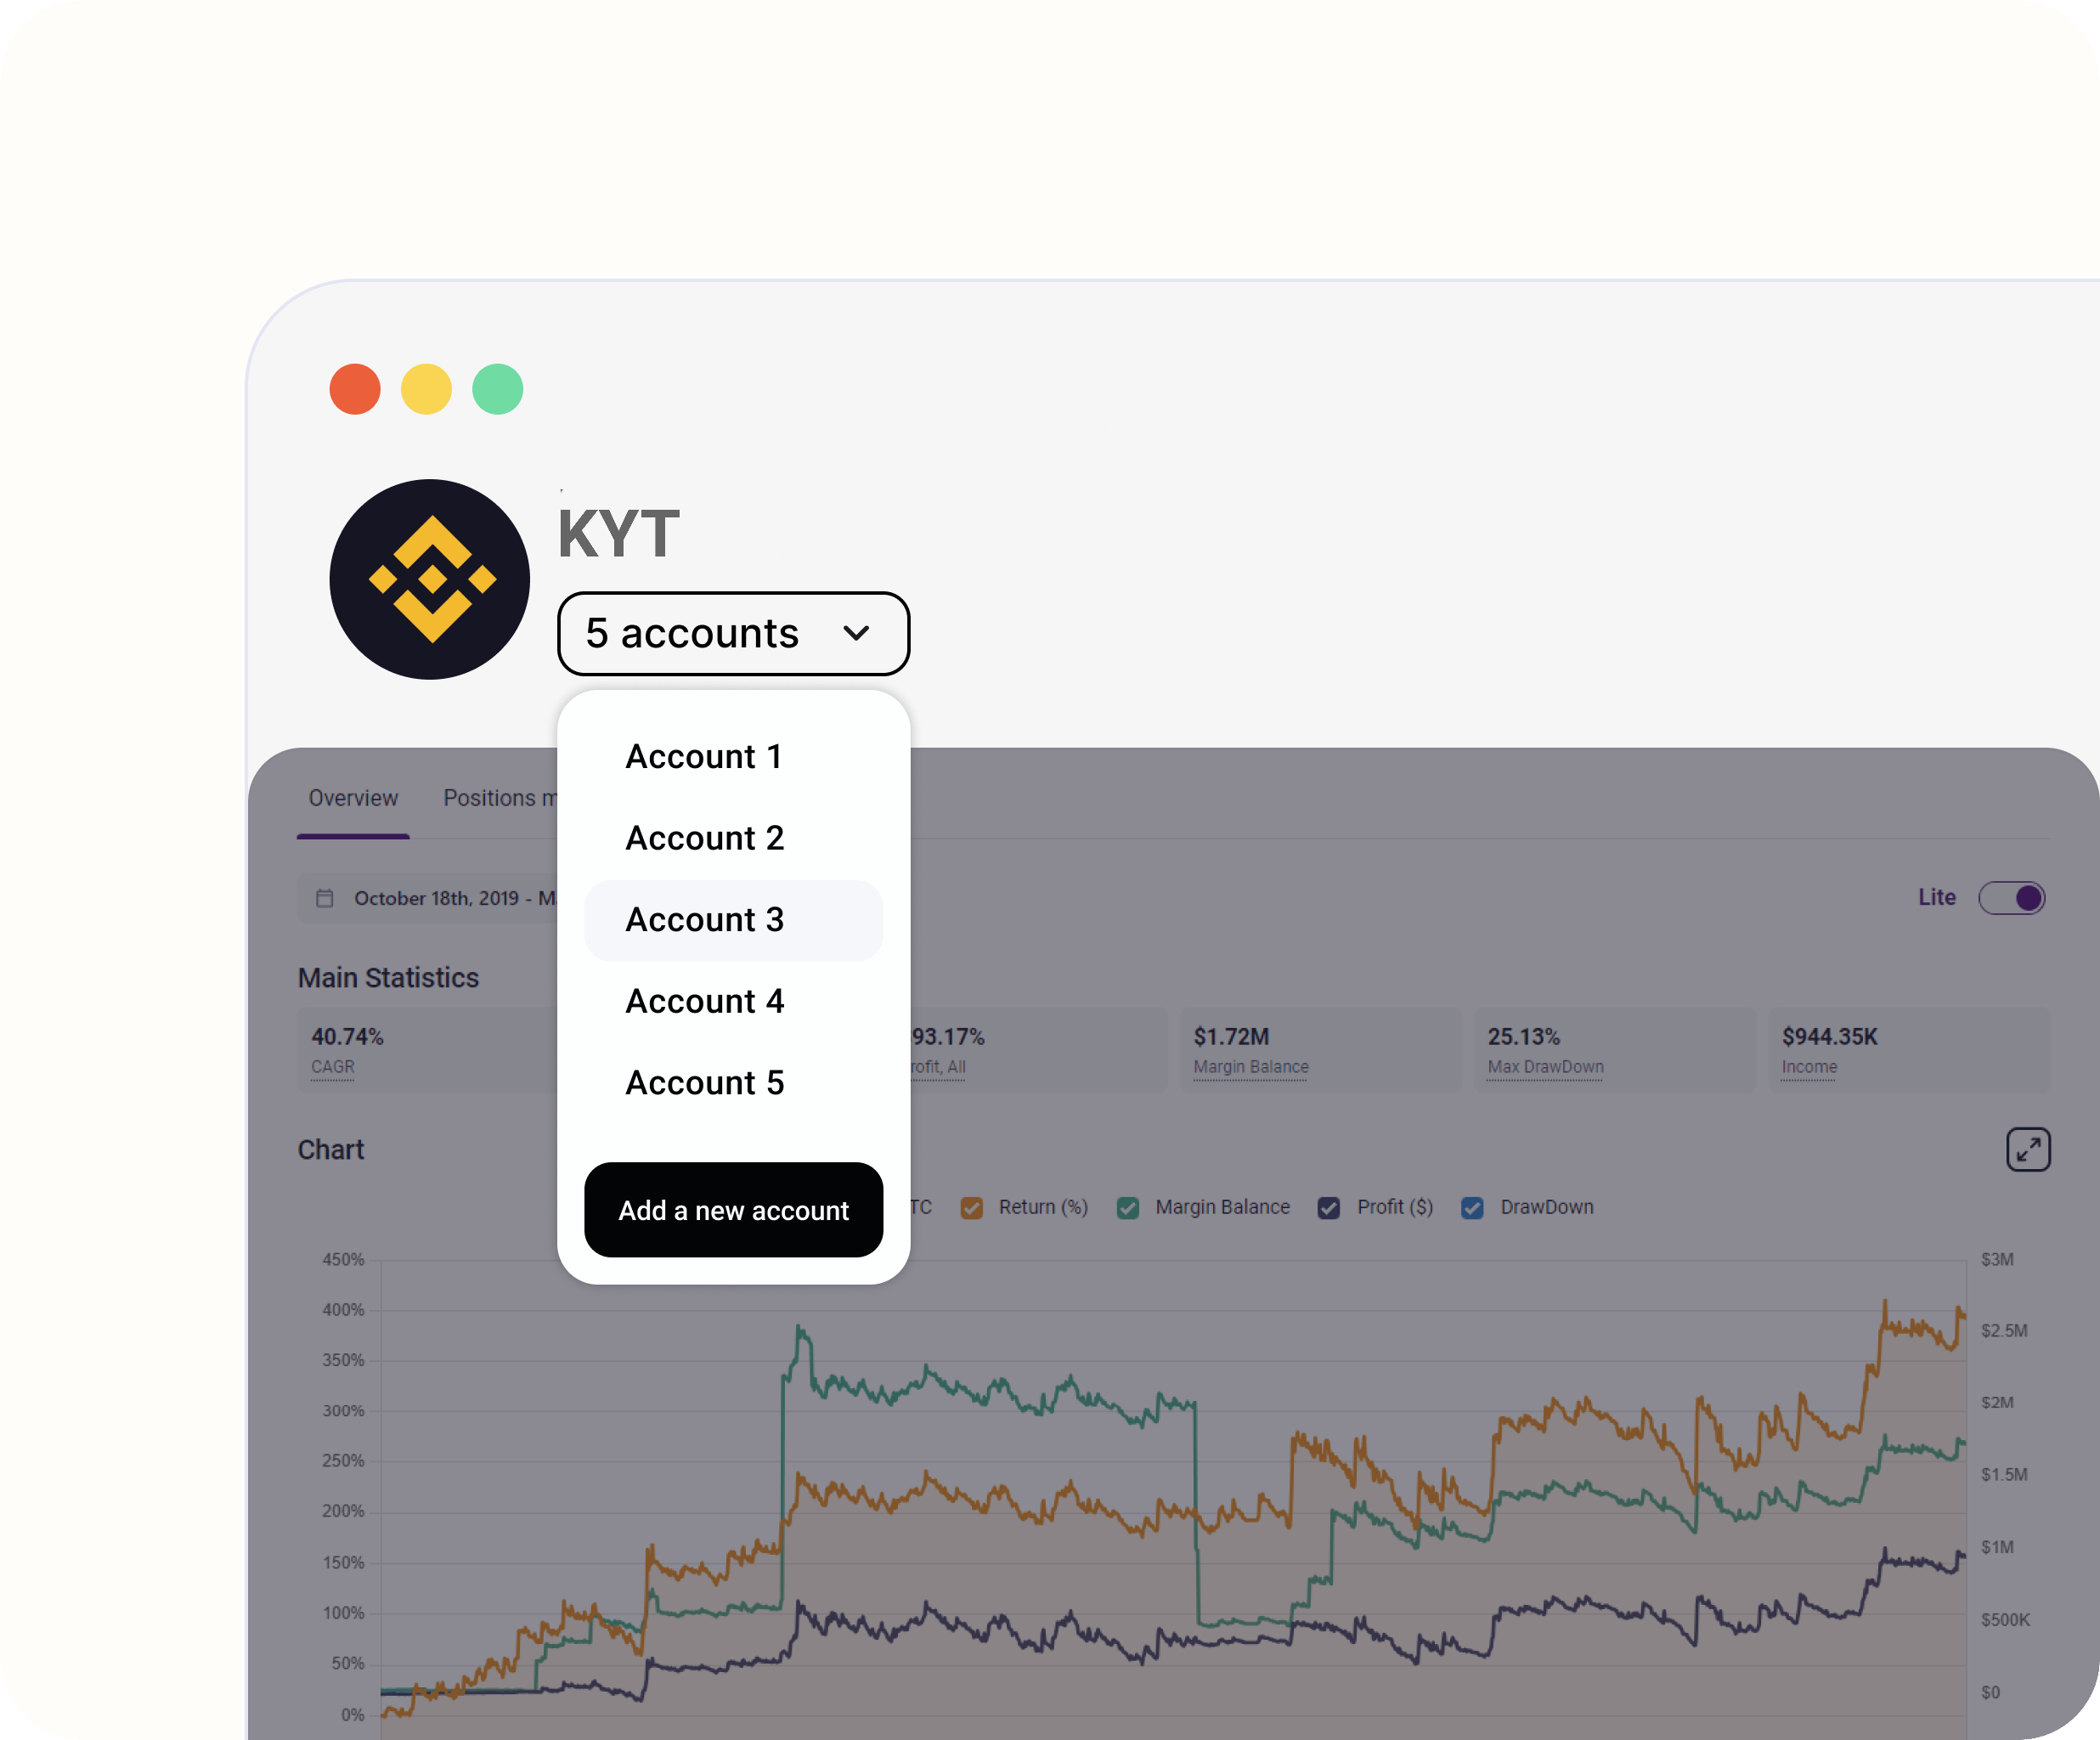 KYT
5 accounts
Account 1
Account 2
Account 3
Account 4
Account 5
Add a new account
Overview Positions
October 18th, 2019 -
Lite
Main Statistics
40.74% 93.17% $1.72M 25.13% $944.35K
CAGR rofit, All Margin Balance Max DrawDown Income
Chart
TC Return (%) Margin Balance Profit ($) DrawDown
450% $3M
400% $2.5M
350%
300% $2M
250% $1.5M
200%
150% $1M
100% $500K
50%
0% $0